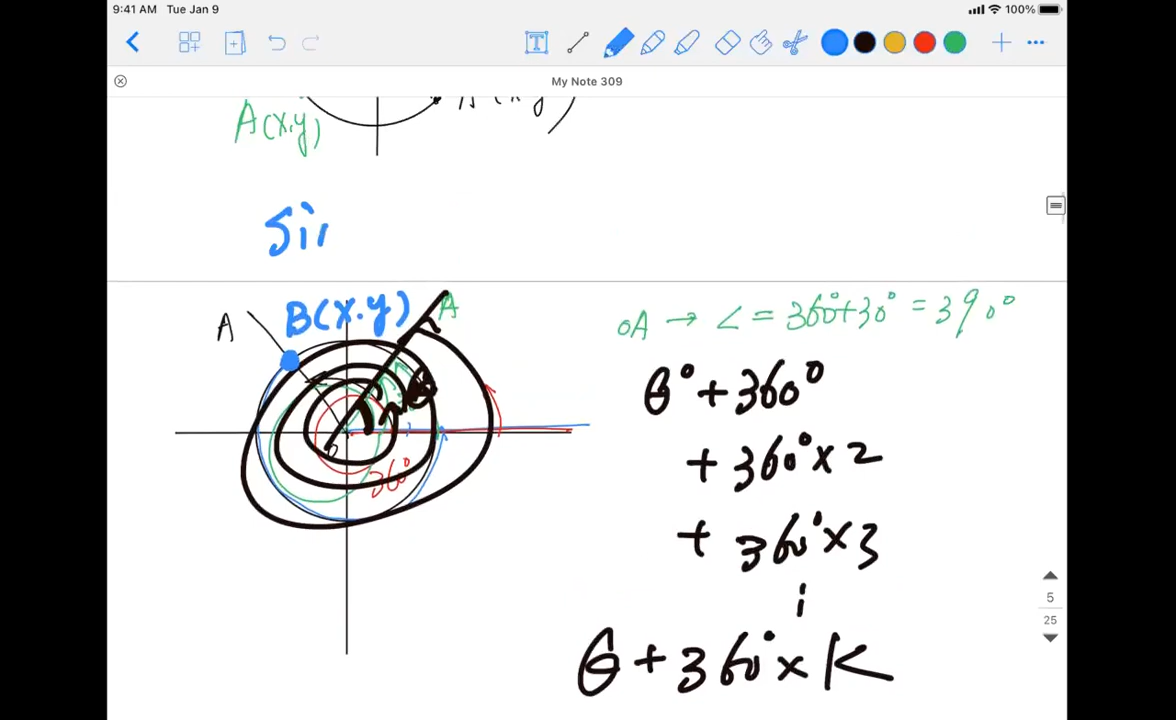 9:41 AM Tue Jan 9
100%
My Note 309
A(x,y)
Sin
B(x.y)
A
A
OA → ∠ = 360°+30° = 390°
θ° + 360°
+ 360° x 2
+ 360° x 3
360°
O
5
25
θ + 360° x K